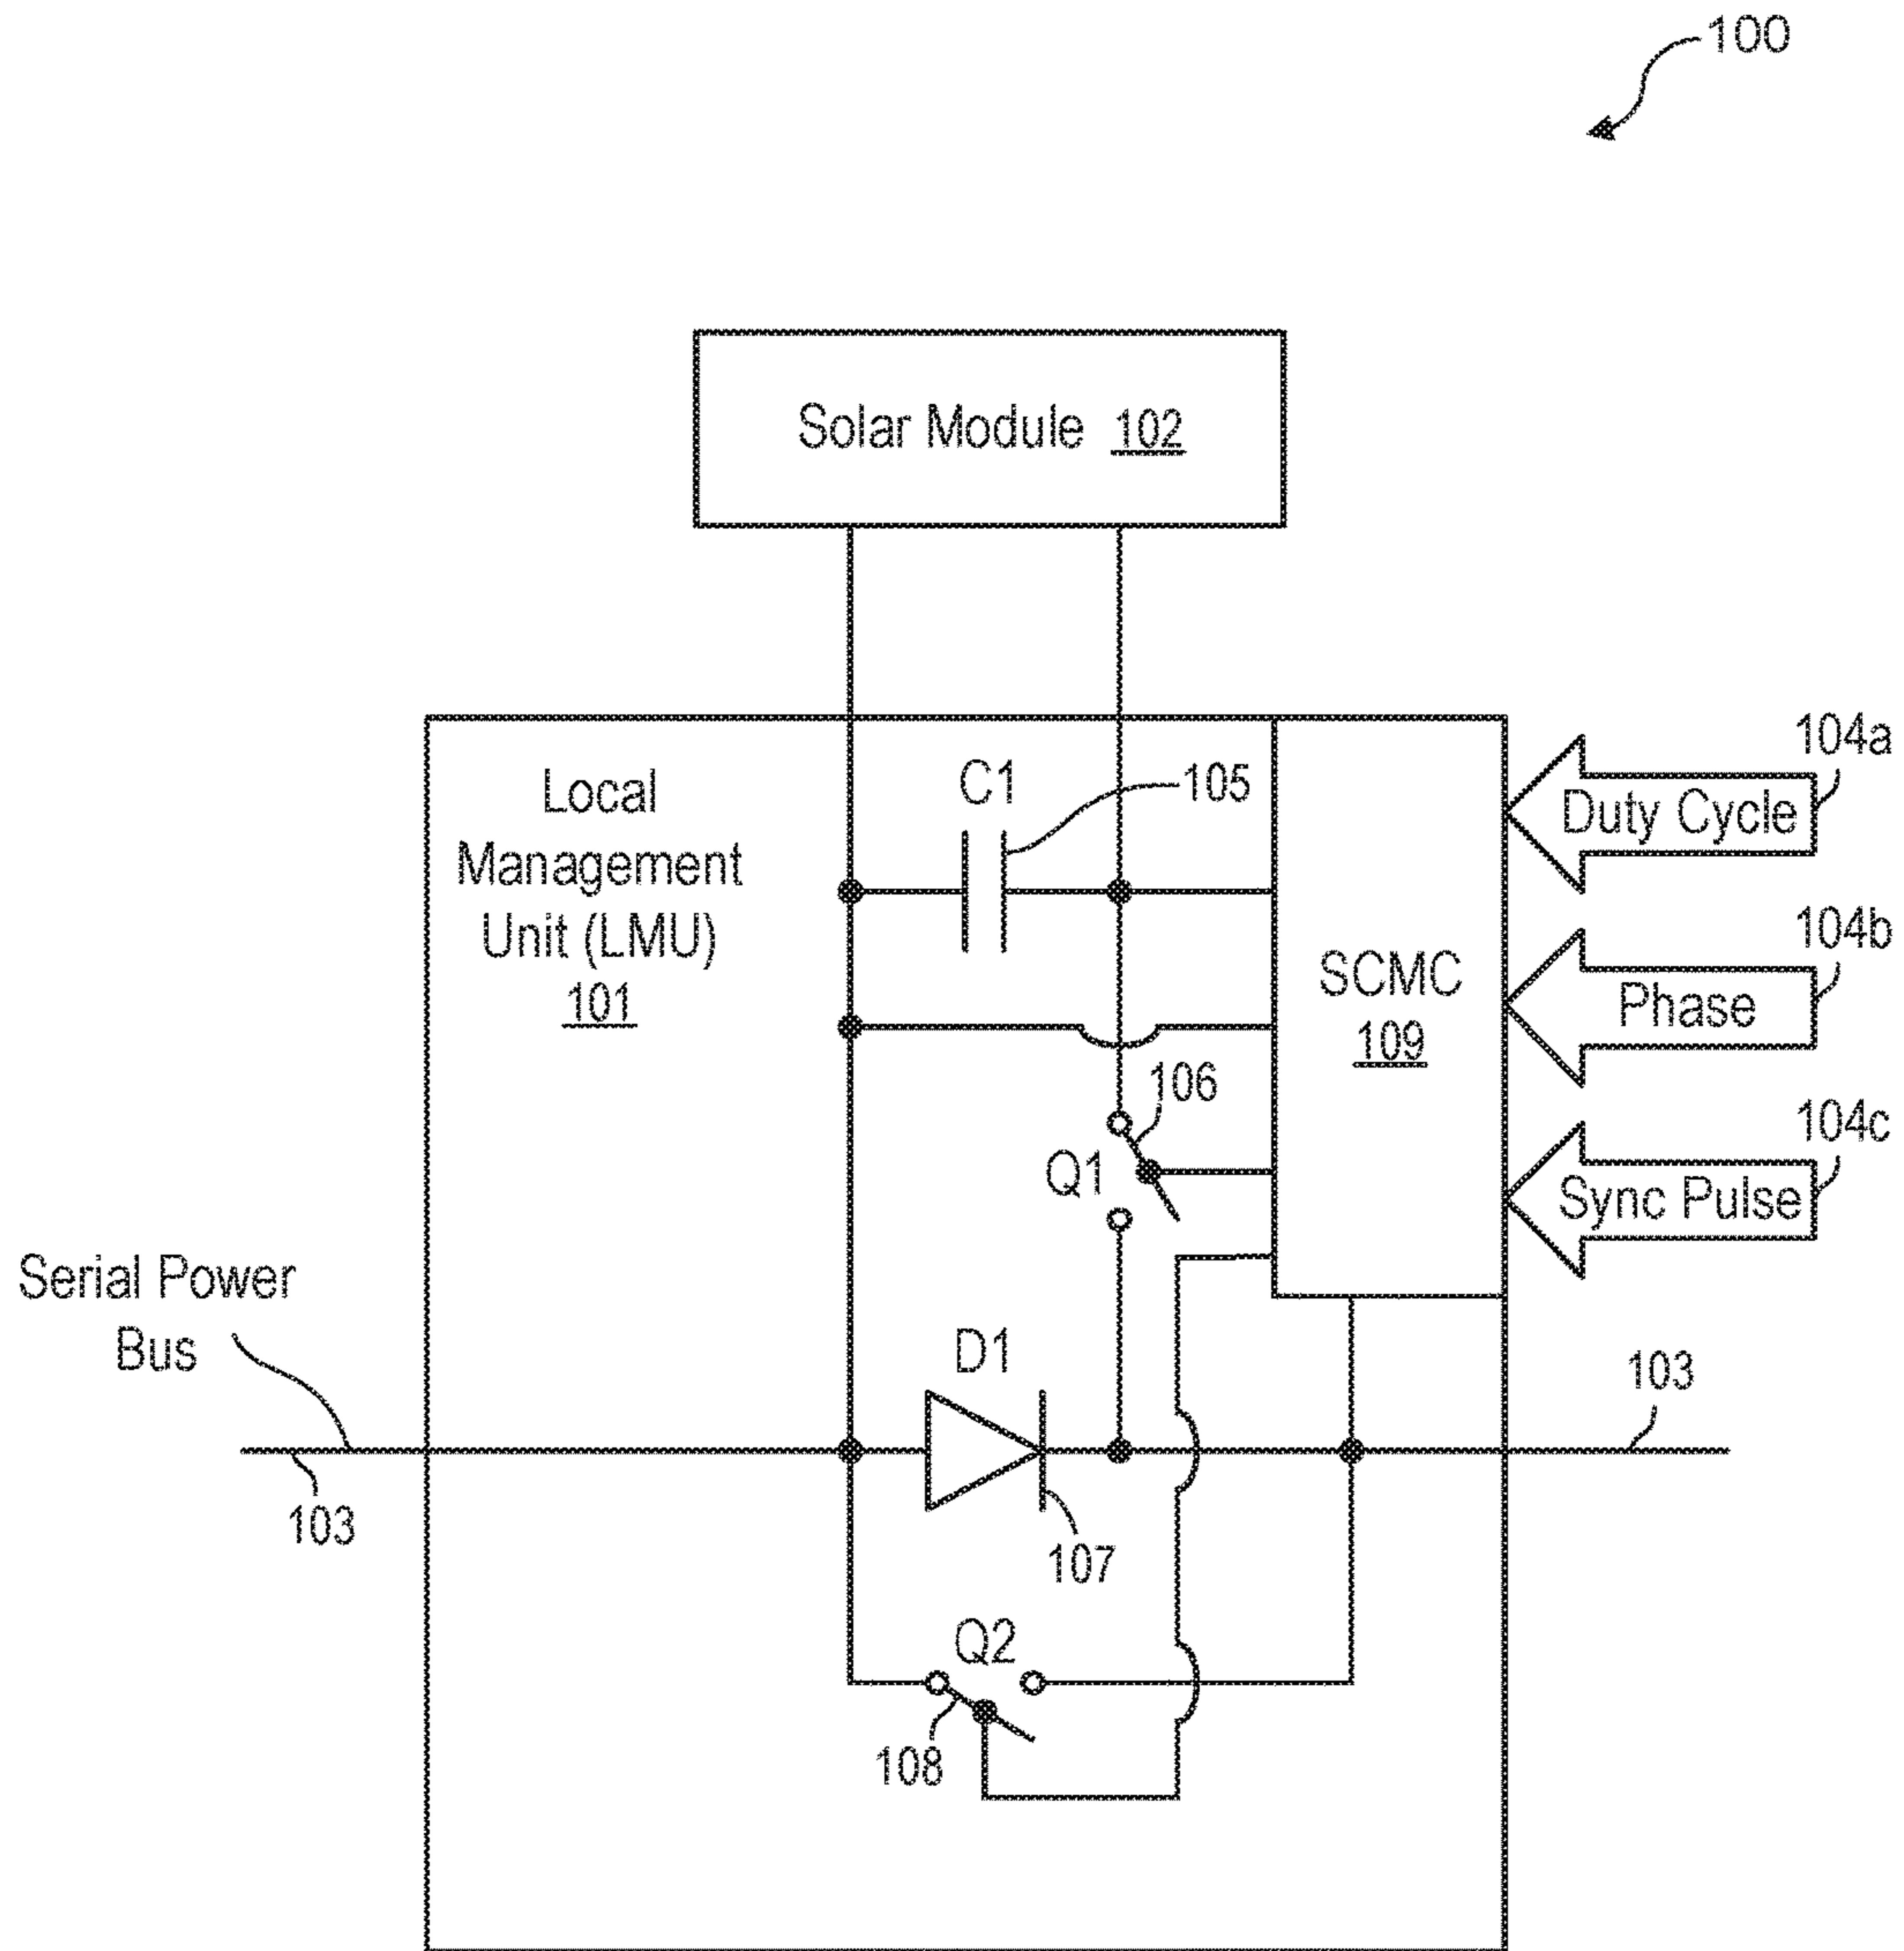 100
Solar Module 102
Local
Management
Unit (LMU)
101
C1
105
SCMC
109
Duty Cycle
104a
Phase
104b
Sync Pulse
104c
106
Q1
Serial Power
Bus
103
D1
107
103
Q2
108